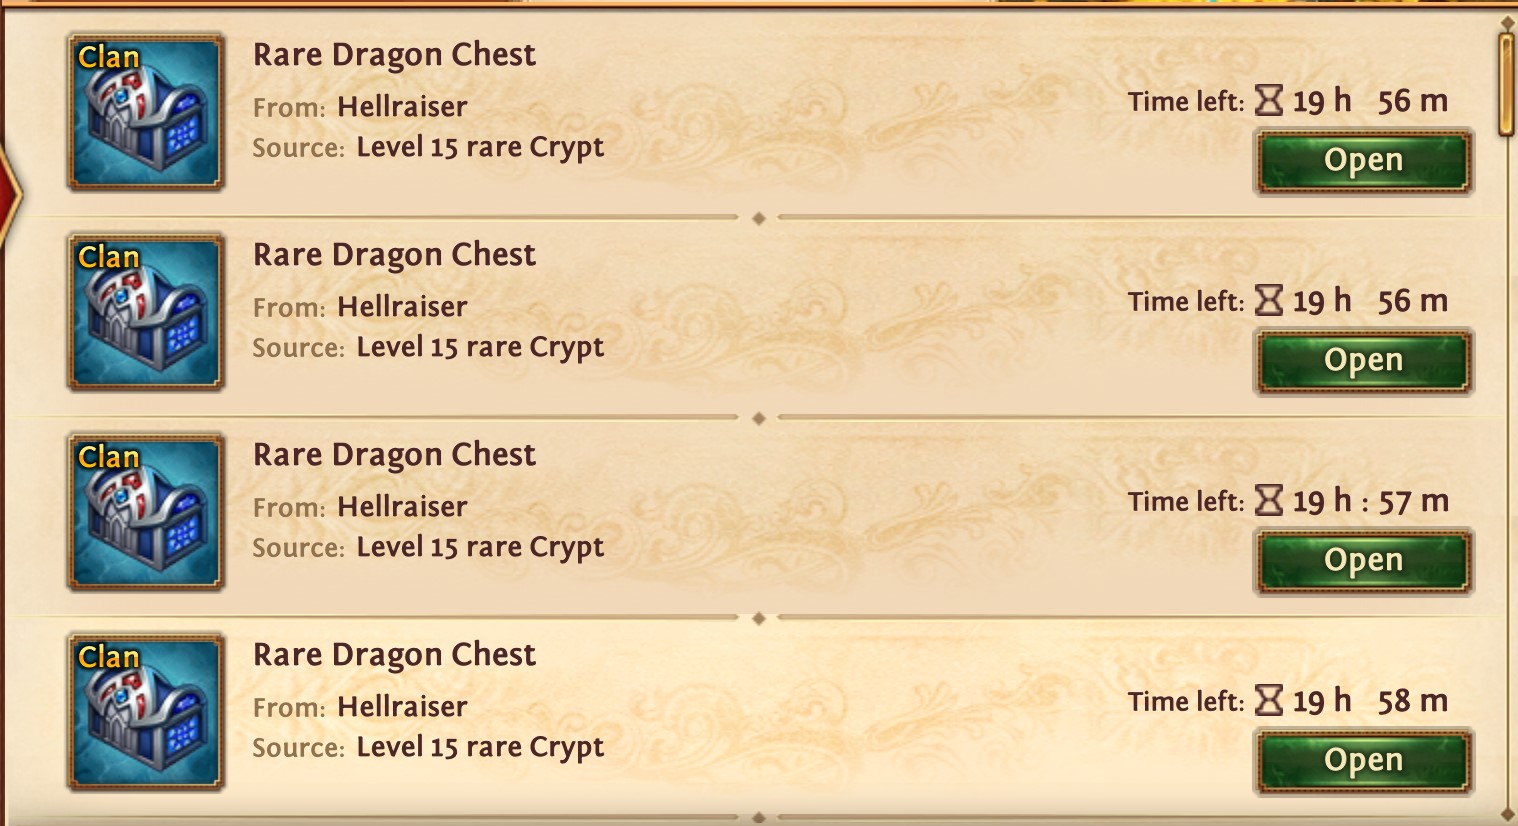 Clan
Rare Dragon Chest
From: Hellraiser
Source: Level 15 rare Crypt
Time left: 19 h 56 m
Open
Clan
Rare Dragon Chest
From: Hellraiser
Source: Level 15 rare Crypt
Time left: 19 h 56 m
Open
Clan
Rare Dragon Chest
From: Hellraiser
Source: Level 15 rare Crypt
Time left: 19 h : 57 m
Open
Clan
Rare Dragon Chest
From: Hellraiser
Source: Level 15 rare Crypt
Time left: 19 h 58 m
Open